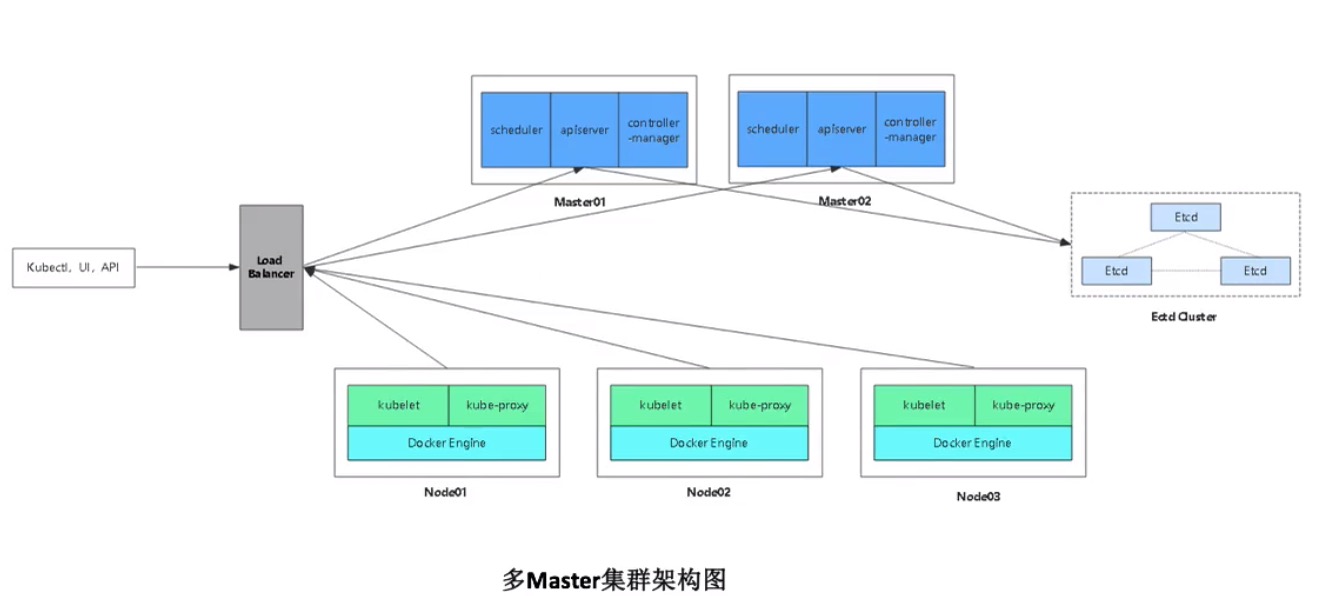 scheduler
apiserver
controller
-manager
scheduler
apiserver
controller
-manager
Master01
Master02
Etcd
Etcd
Etcd
Ectd Cluster
Kubectl, UI, API
Load
Balancer
kubelet
kube-proxy
Docker Engine
Node01
kubelet
kube-proxy
Docker Engine
Node02
kubelet
kube-proxy
Docker Engine
Node03
多Master集群架构图